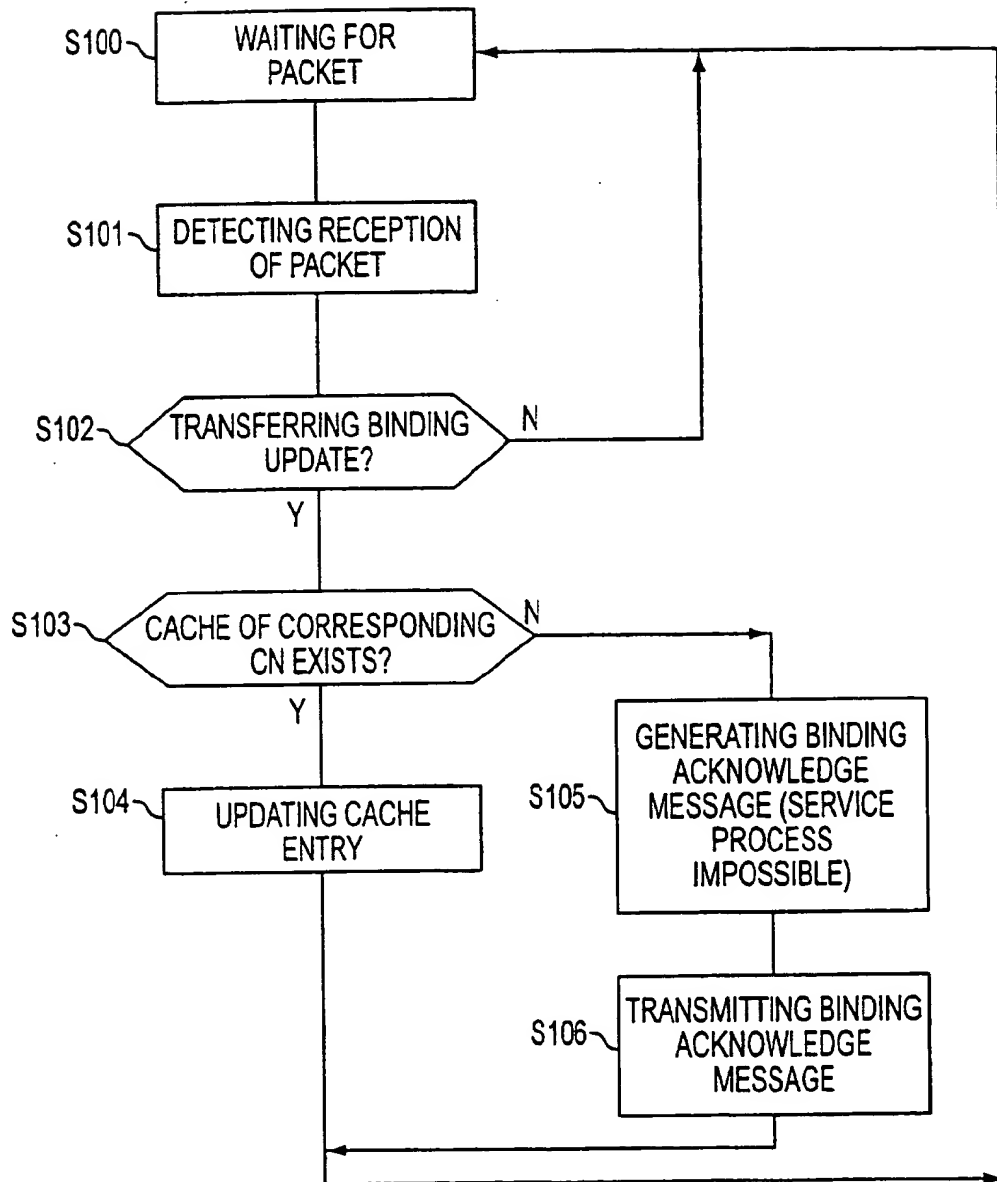 S100
WAITING FOR
PACKET
S101
DETECTING RECEPTION
OF PACKET
S102
TRANSFERRING BINDING
UPDATE?
N
Y
S103
CACHE OF CORRESPONDING
CN EXISTS?
N
Y
S104
UPDATING CACHE
ENTRY
S105
GENERATING BINDING
ACKNOWLEDGE
MESSAGE (SERVICE
PROCESS
IMPOSSIBLE)
S106
TRANSMITTING BINDING
ACKNOWLEDGE
MESSAGE